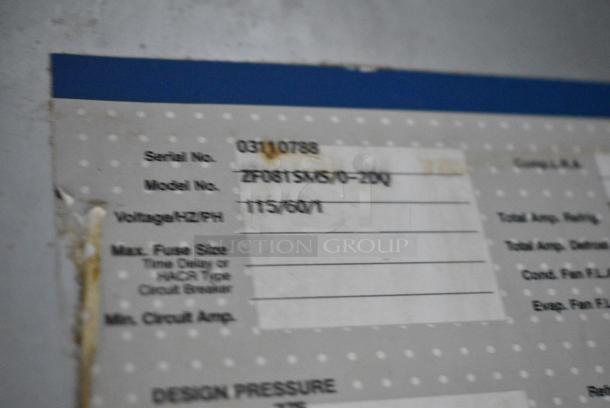 Serial No. 03110788
Model No. ZF081SMS/0-20Q
Voltage/HZ/PH 115/60/1
Max. Fuse Size
Time Delay or
HACR Type
Circuit Breaker
Min. Circuit Amp.
DESIGN PRESSURE
Comp L.R.A.
Total Amp. Refrig.
Total Amp. Defrost
Cond. Fan F.L.
Evap. Fan F.L
AUCTION GROUP